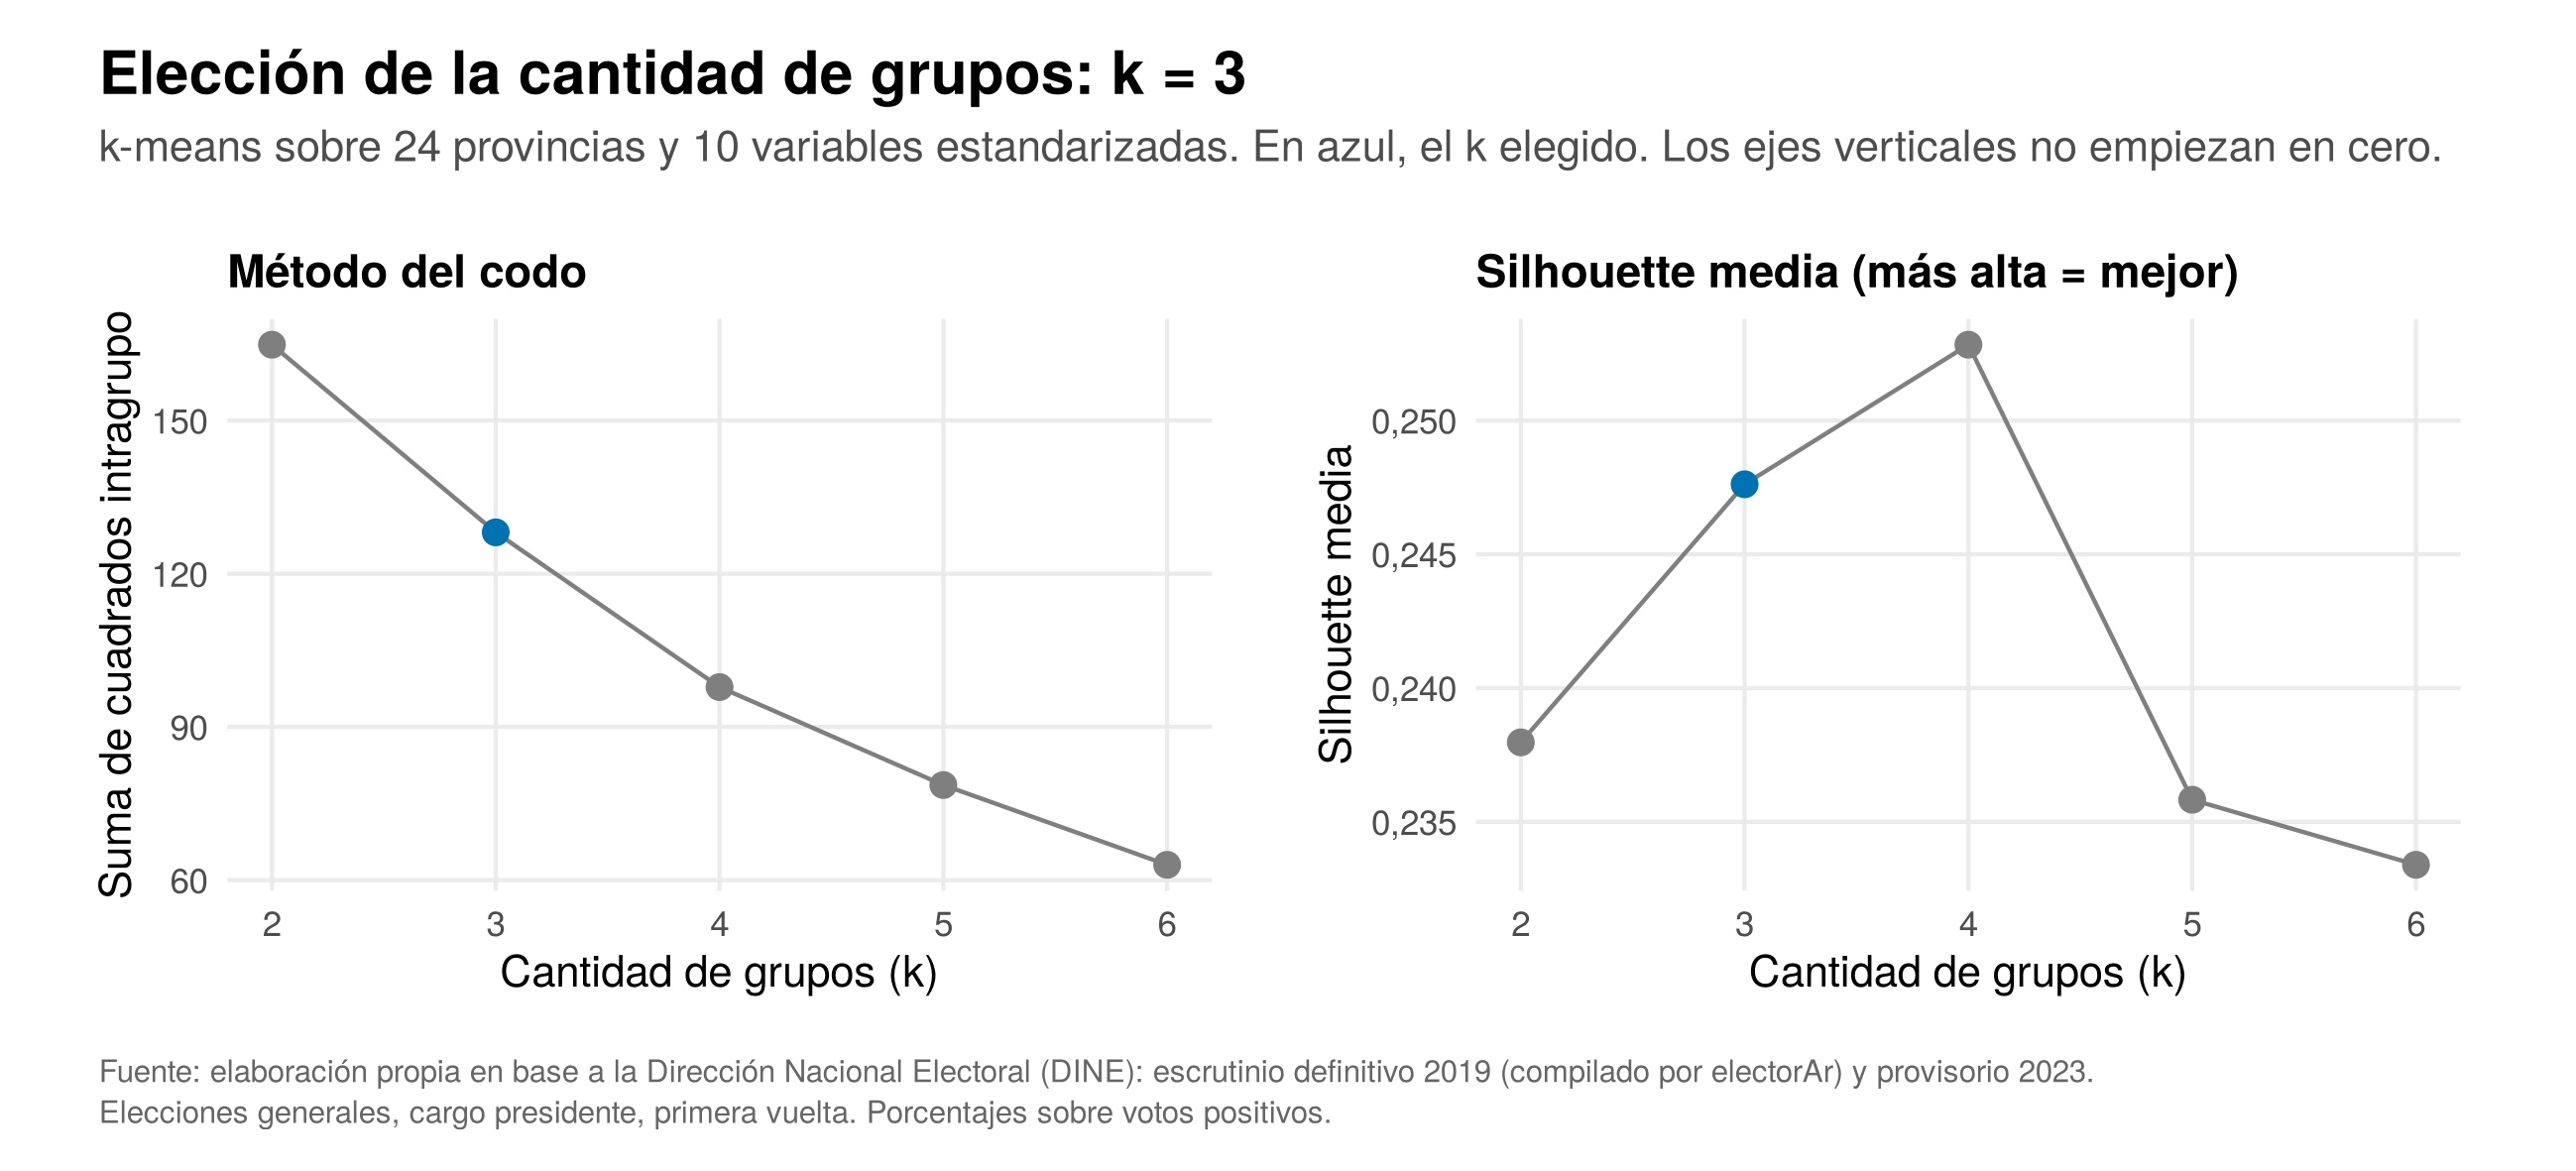 Elección de la cantidad de grupos: k = 3
k-means sobre 24 provincias y 10 variables estandarizadas. En azul, el k elegido. Los ejes verticales no empiezan en cero.
Método del codo
Suma de cuadrados intragrupo
150
120
90
60
2 3 4 5 6
Cantidad de grupos (k)
Silhouette media (más alta = mejor)
Silhouette media
0,250
0,245
0,240
0,235
2 3 4 5 6
Cantidad de grupos (k)
Fuente: elaboración propia en base a la Dirección Nacional Electoral (DINE): escrutinio definitivo 2019 (compilado por electorAr) y provisorio 2023.
Elecciones generales, cargo presidente, primera vuelta. Porcentajes sobre votos positivos.